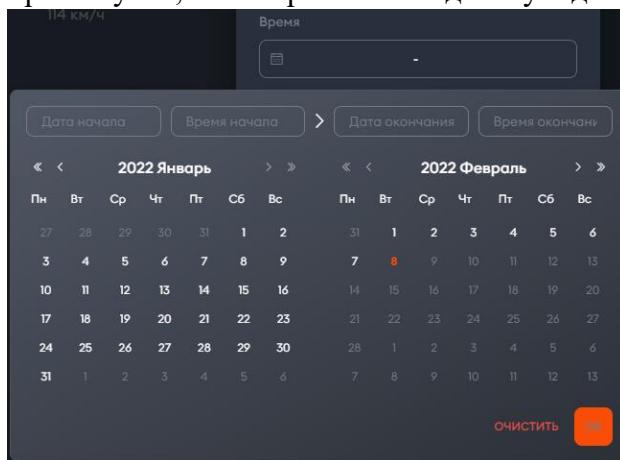 114 км/ч
Время
-
Дата начала Время начала > Дата окончания Время окончани
« < 2022 Январь > » « < 2022 Февраль > »
Пн Вт Ср Чт Пт Сб Вс Пн Вт Ср Чт Пт Сб Вс
27 28 29 30 31 1 2 31 1 2 3 4 5 6
3 4 5 6 7 8 9 7 8 9 10 11 12 13
10 11 12 13 14 15 16 14 15 16 17 18 19 20
17 18 19 20 21 22 23 21 22 23 24 25 26 27
24 25 26 27 28 29 30 28 1 2 3 4 5 6
31 1 2 3 4 5 6 7 8 9 10 11 12 13
ОЧИСТИТЬ